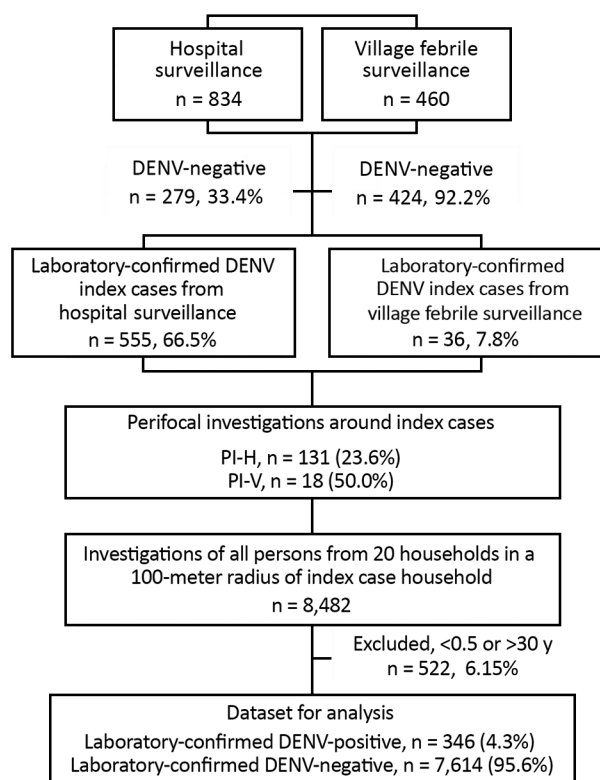 Hospital
surveillance
n = 834
Village febrile
surveillance
n = 460
DENV-negative
n = 279, 33.4%
DENV-negative
n = 424, 92.2%
Laboratory-confirmed DENV
index cases from
hospital surveillance
n = 555, 66.5%
Laboratory-confirmed
DENV index cases from
village febrile surveillance
n = 36, 7.8%
Perifocal investigations around index cases
PI-H, n = 131 (23.6%)
PI-V, n = 18 (50.0%)
Investigations of all persons from 20 households in a
100-meter radius of index case household
n = 8,482
Excluded, <0.5 or >30 y
n = 522, 6.15%
Dataset for analysis
Laboratory-confirmed DENV-positive, n = 346 (4.3%)
Laboratory-confirmed DENV-negative, n = 7,614 (95.6%)